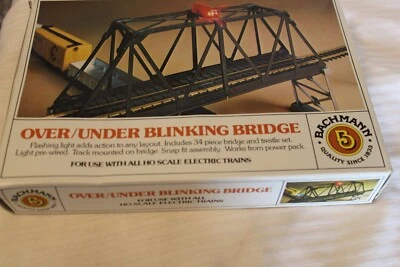 OVER/UNDER BLINKING BRIDGE
Flashing light adds action to any layout. Includes 34 piece bridge and trestle set.
Light pre-wired. Track mounted on bridge. Snap fit assembly. Works from power pack.
FOR USE WITH ALL HO SCALE ELECTRIC TRAINS
BACHMANN
B
QUALITY SINCE 1833
BACHMANN
B
OVER/UNDER BLINKING BRIDGE
FOR USE WITH ALL
HO SCALE ELECTRIC TRAINS
B